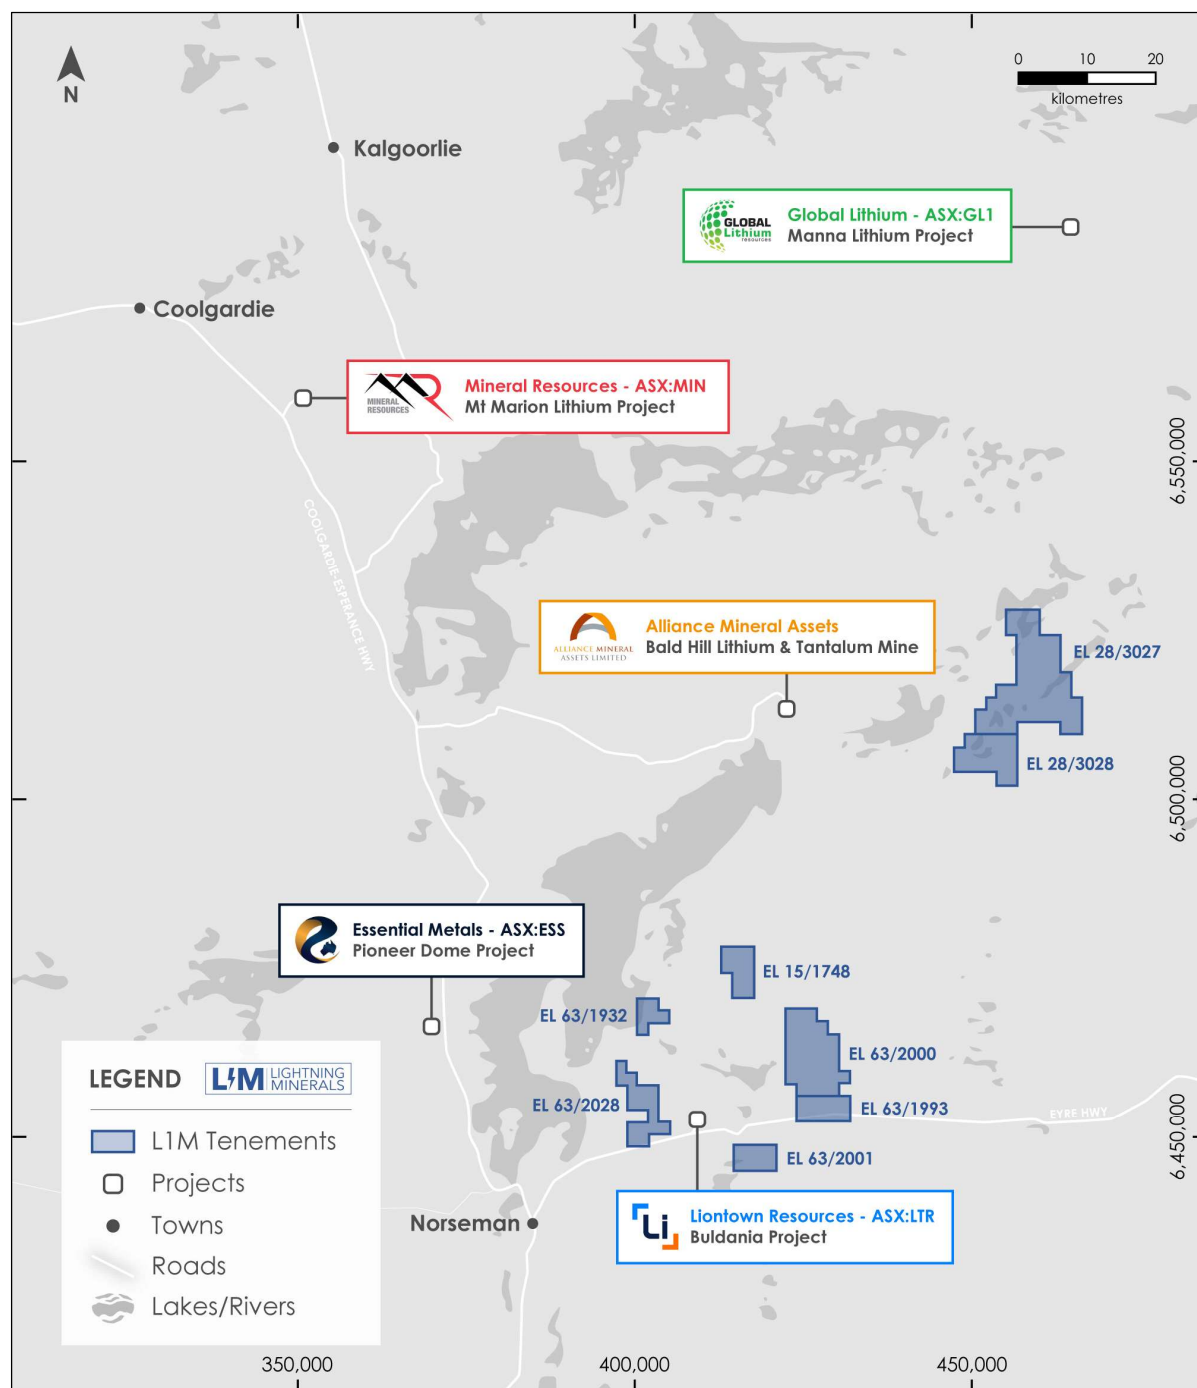 N
0 10 20
kilometres
Kalgoorlie
GLOBAL
Lithium
resources
Global Lithium - ASX:GL1
Manna Lithium Project
Coolgardie
MINERAL
RESOURCES
Mineral Resources - ASX:MIN
Mt Marion Lithium Project
6,550,000
COOLGARDIE-ESPERANCE HWY
ALLIANCE MINERAL
ASSETS LIMITED
Alliance Mineral Assets
Bald Hill Lithium & Tantalum Mine
EL 28/3027
EL 28/3028
6,500,000
Essential Metals - ASX:ESS
Pioneer Dome Project
EL 15/1748
EL 63/1932
EL 63/2000
EL 63/2028
EL 63/1993
EYRE HWY
6,450,000
EL 63/2001
Norseman
Li
Liontown Resources - ASX:LTR
Buldania Project
LEGEND
L1M
LIGHTNING
MINERALS
L1M Tenements
Projects
Towns
Roads
Lakes/Rivers
350,000
400,000
450,000